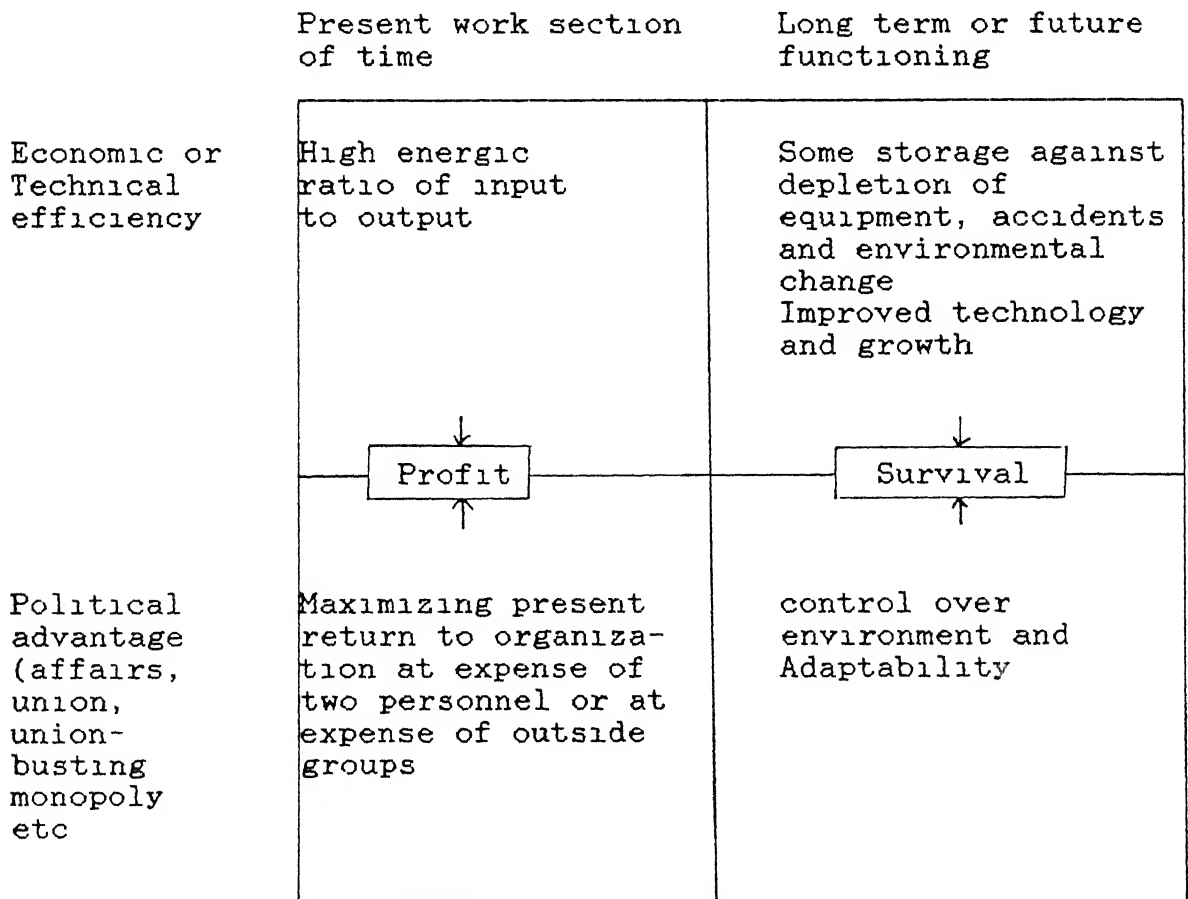 Present work section
of time
Long term or future
functioning
Economic or
Technical
efficiency
High energic
ratio of input
to output
Some storage against
depletion of
equipment, accidents
and environmental
change
Improved technology
and growth
Profit
Survival
Political
advantage
(affairs,
union,
union-
busting
monopoly
etc
Maximizing present
return to organiza-
tion at expense of
two personnel or at
expense of outside
groups
control over
environment and
Adaptability